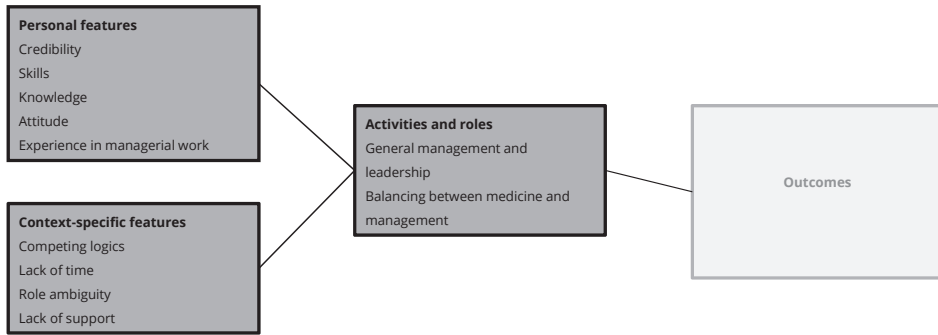 Personal features
Credibility
Skills
Knowledge
Attitude
Experience in managerial work
Context-specific features
Competing logics
Lack of time
Role ambiguity
Lack of support
Activities and roles
General management and
leadership
Balancing between medicine and
management
Outcomes